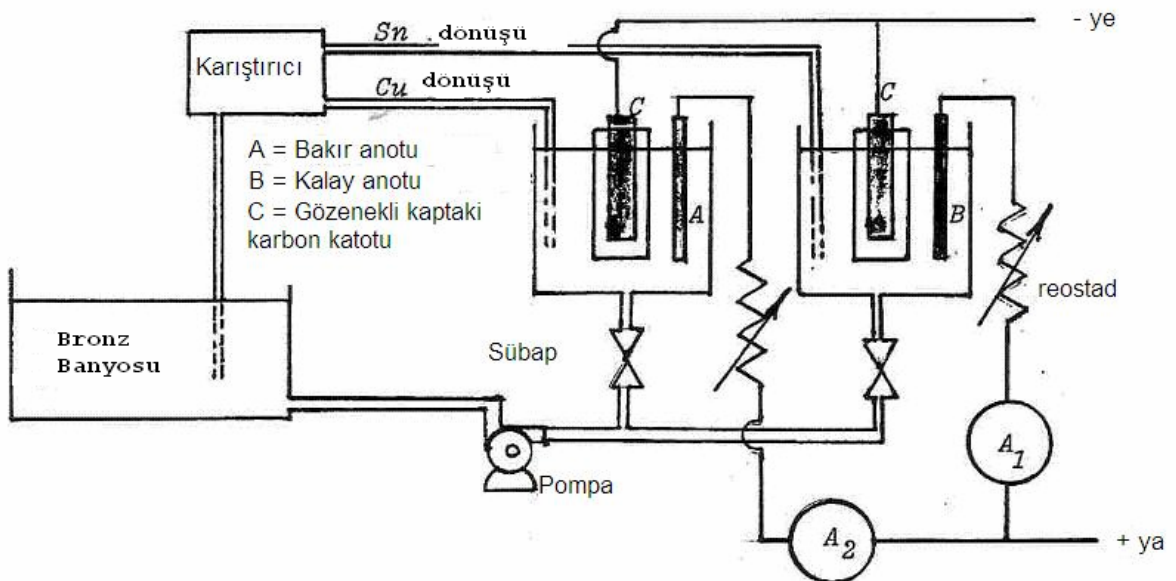 - ye
Sn dönüşü
Karıştırıcı
Cu dönüşü
C
C
A = Bakır anotu
B = Kalay anotu
C = Gözenekli kaptaki
karbon katotu
A
B
reostad
Bronz
Banyosu
Sübap
Pompa
A1
A2
+ ya